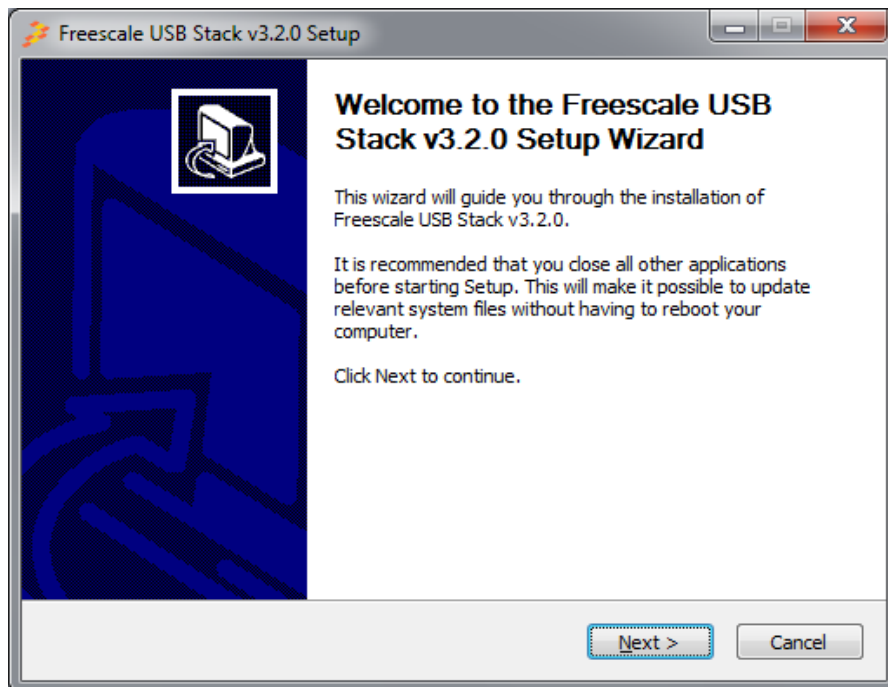 Freescale USB Stack v3.2.0 Setup
Welcome to the Freescale USB
Stack v3.2.0 Setup Wizard
This wizard will guide you through the installation of
Freescale USB Stack v3.2.0.
It is recommended that you close all other applications
before starting Setup. This will make it possible to update
relevant system files without having to reboot your
computer.
Click Next to continue.
Next >
Cancel